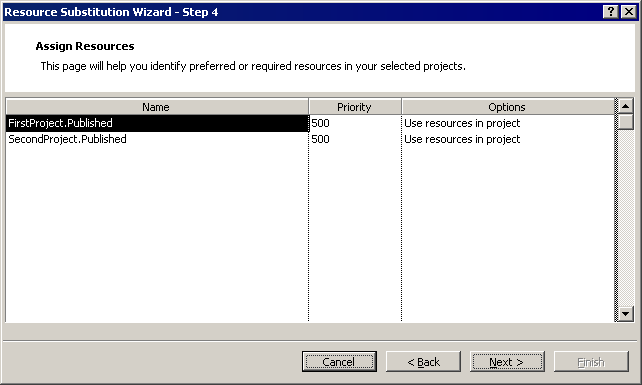 Resource Substitution Wizard - Step 4
Assign Resources
This page will help you identify preferred or required resources in your selected projects.
Name Priority Options
FirstProject.Published 500 Use resources in project
SecondProject.Published 500 Use resources in project
Cancel < Back Next > Finish